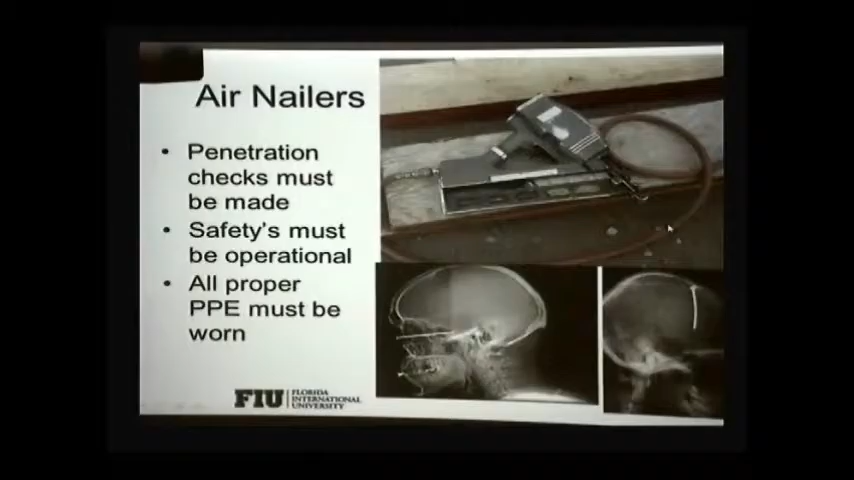 Air Nailers
• Penetration
checks must
be made
• Safety's must
be operational
• All proper
PPE must be
worn
FIU
FLORIDA
INTERNATIONAL
UNIVERSITY